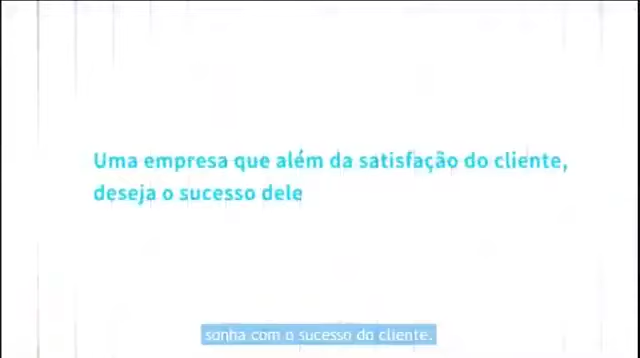 Uma empresa que além da satisfação do cliente,
deseja o sucesso dele
sonha com o sucesso do cliente.